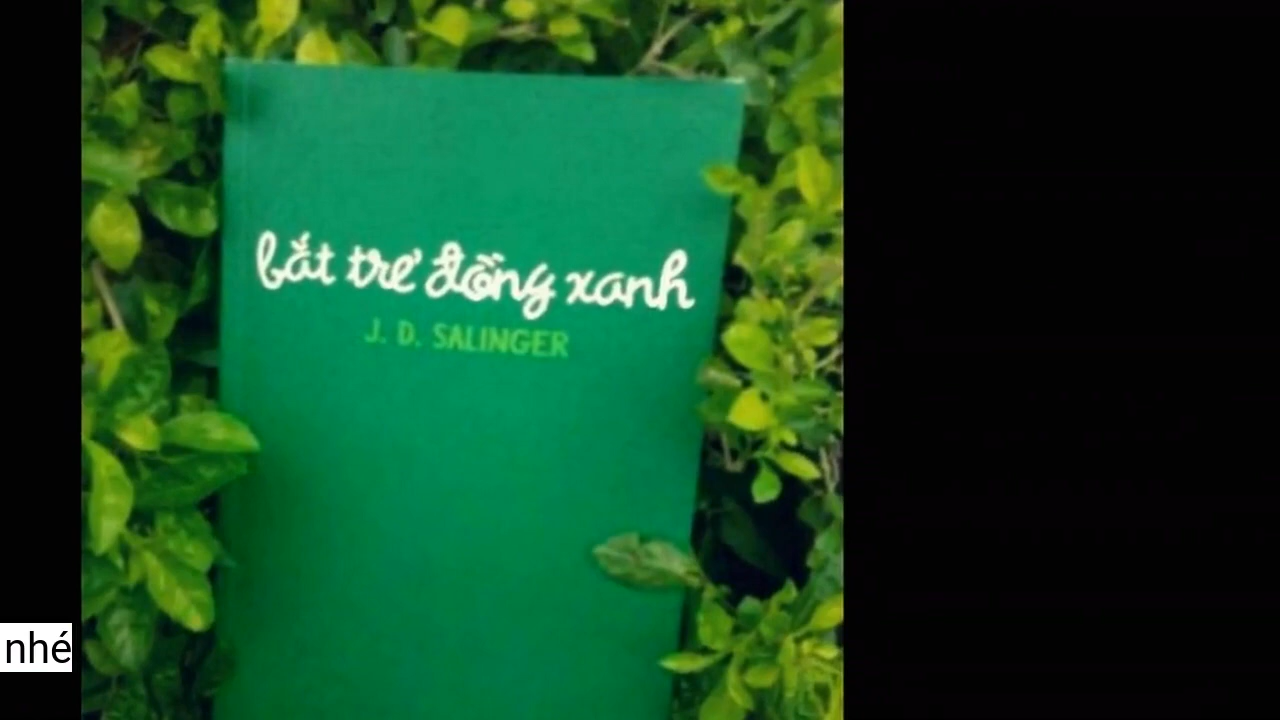 bắt trẻ đồng xanh
J. D. SALINGER
nhé